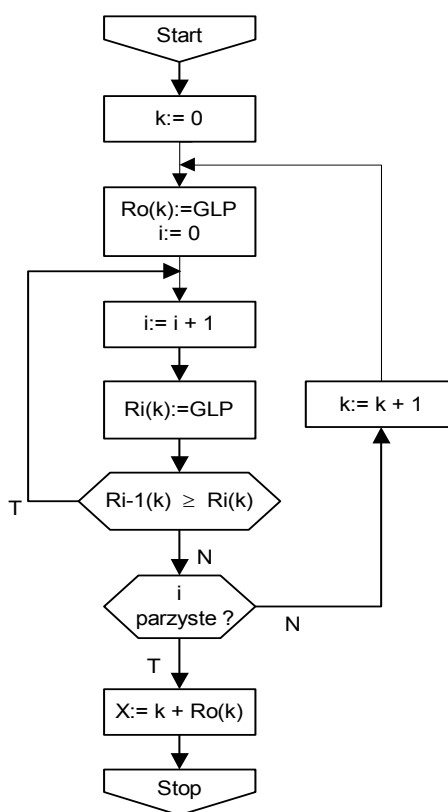 Start
k:= 0
Ro(k):=GLP
i:= 0
i:= i + 1
Ri(k):=GLP
k:= k + 1
Ri-1(k) ≥ Ri(k)
T
N
i
parzyste ?
N
T
X:= k + Ro(k)
Stop